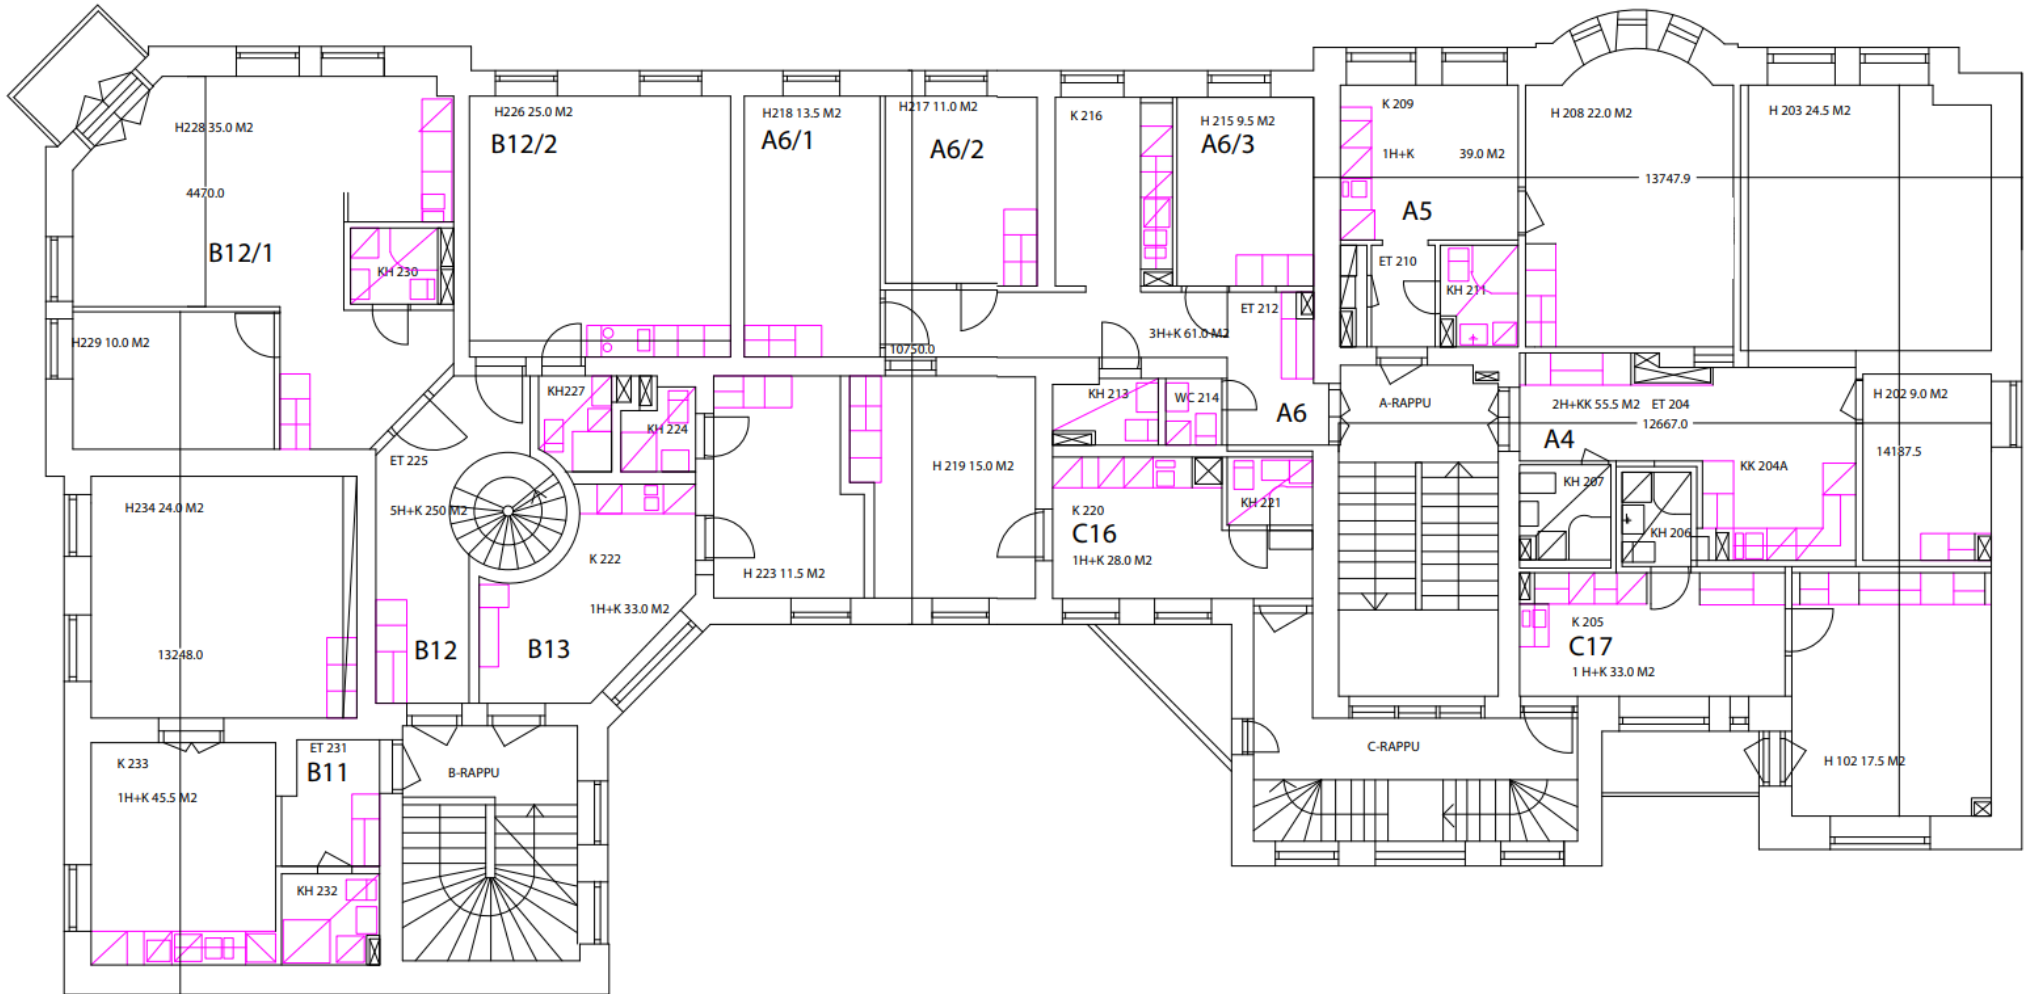 H228 35.0 M2
4470.0
B12/1
KH 230
H229 10.0 M2
H226 25.0 M2
B12/2
H218 13.5 M2
A6/1
H217 11.0 M2
A6/2
K 216
H 215 9.5 M2
A6/3
K 209
1H+K 39.0 M2
A5
ET 210
KH 211
H 208 22.0 M2
13747.9
H 203 24.5 M2
ET 212
3H+K 61.0 M2
10750.0
KH227
KH 224
KH 213
WC 214
A6
A-RAPPU
2H+KK 55.5 M2 ET 204
12667.0
A4
H 202 9.0 M2
14187.5
KK 204A
KH 207
KH 206
ET 225
5H+K 250 M2
H234 24.0 M2
13248.0
B12
K 222
1H+K 33.0 M2
B13
H 223 11.5 M2
H 219 15.0 M2
K 220
C16
1H+K 28.0 M2
KH 221
K 205
C17
1 H+K 33.0 M2
H 102 17.5 M2
C-RAPPU
B-RAPPU
ET 231
B11
K 233
1H+K 45.5 M2
KH 232